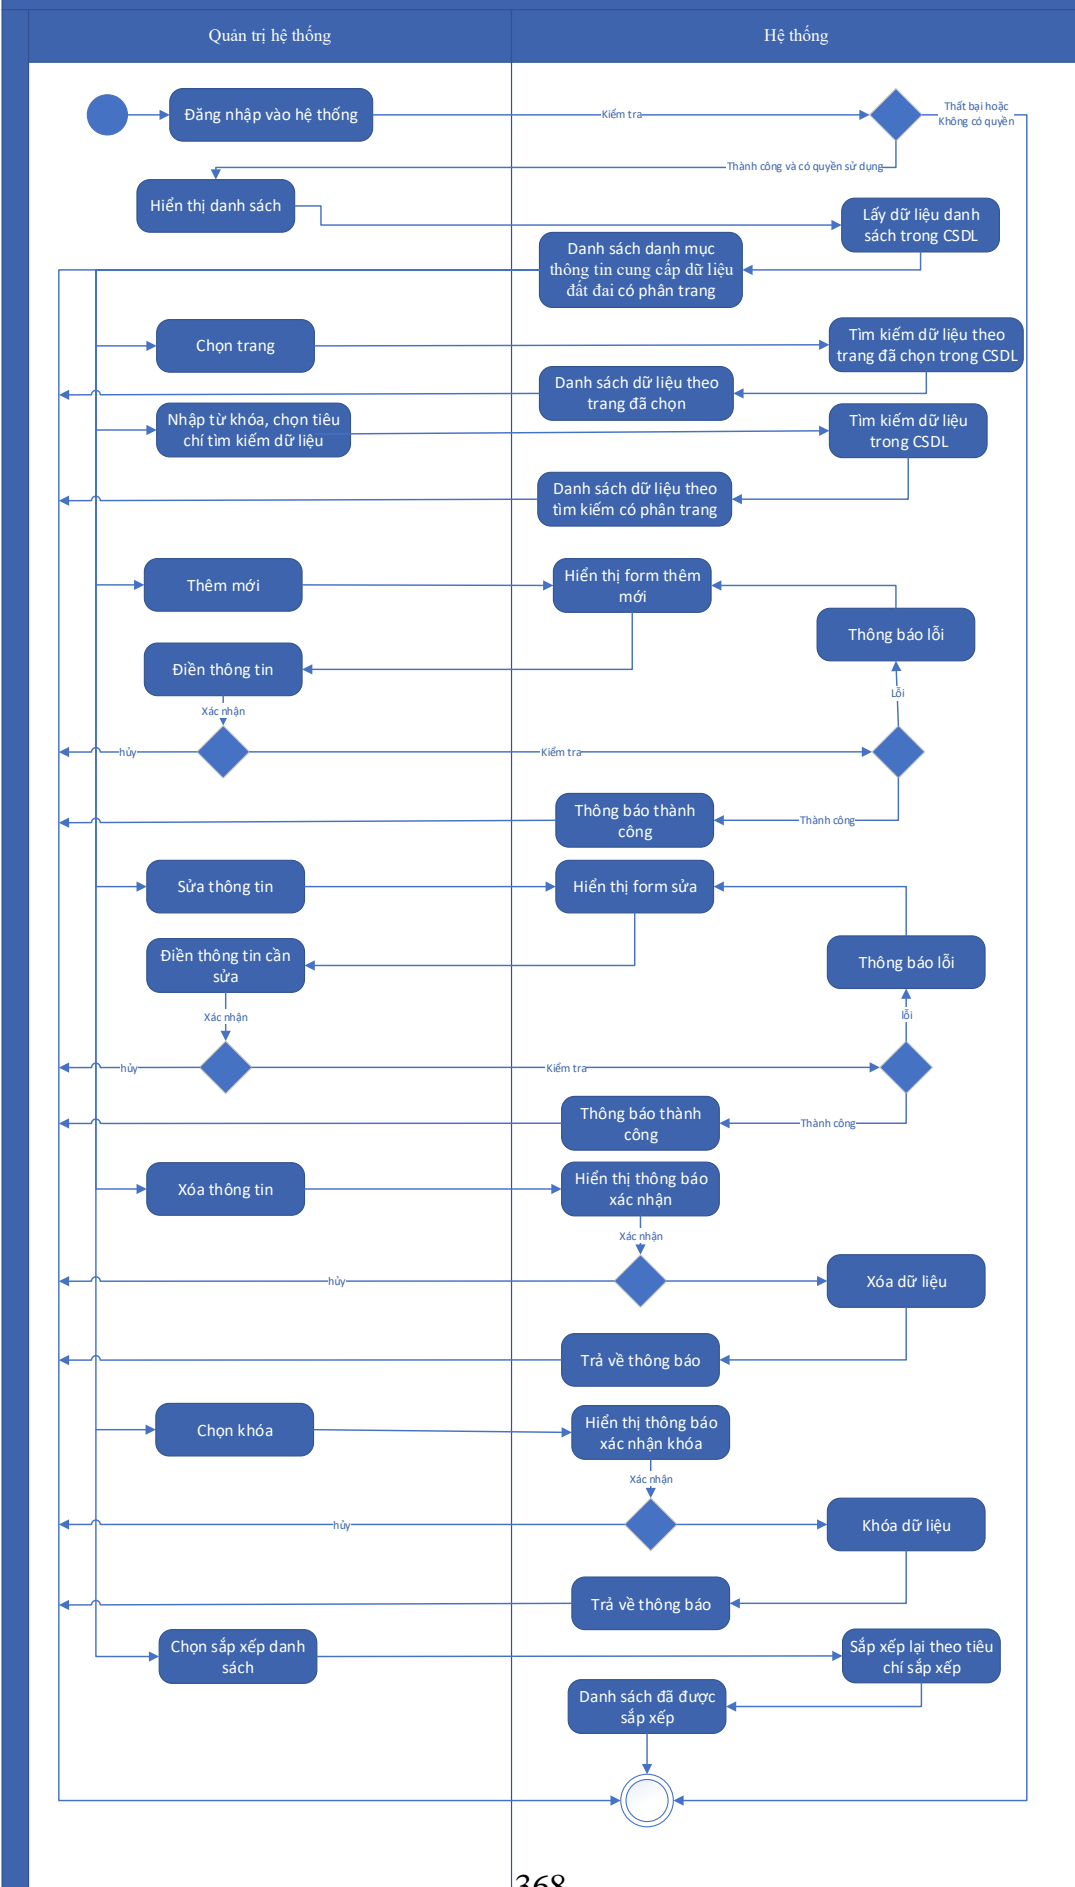 Quản trị hệ thống
Hệ thống
Đăng nhập vào hệ thống
Kiểm tra
Thất bại hoặc
Không có quyền
Thành công và có quyền sử dụng
Hiển thị danh sách
Lấy dữ liệu danh
sách trong CSDL
Danh sách danh mục
thông tin cung cấp dữ liệu
đất đai có phân trang
Chọn trang
Tìm kiếm dữ liệu theo
trang đã chọn trong CSDL
Danh sách dữ liệu theo
trang đã chọn
Nhập từ khóa, chọn tiêu
chí tìm kiếm dữ liệu
Tìm kiếm dữ liệu
trong CSDL
Danh sách dữ liệu theo
tìm kiếm có phân trang
Thêm mới
Hiển thị form thêm
mới
Thông báo lỗi
Điền thông tin
Lỗi
Xác nhận
hủy
Kiểm tra
Thông báo thành
công
Thành công
Sửa thông tin
Hiển thị form sửa
Điền thông tin cần
sửa
Thông báo lỗi
Xác nhận
lỗi
hủy
Kiểm tra
Thông báo thành
công
Thành công
Xóa thông tin
Hiển thị thông báo
xác nhận
Xác nhận
hủy
Xóa dữ liệu
Trả về thông báo
Chọn khóa
Hiển thị thông báo
xác nhận khóa
Xác nhận
hủy
Khóa dữ liệu
Trả về thông báo
Chọn sắp xếp danh
sách
Sắp xếp lại theo tiêu
chí sắp xếp
Danh sách đã được
sắp xếp
368